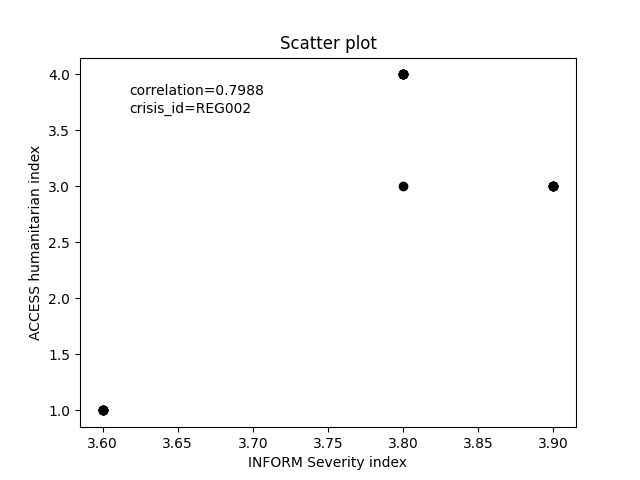 Scatter plot
4.0
3.5
3.0
2.5
2.0
1.5
1.0
ACCESS humanitarian index
correlation=0.7988
crisis_id=REG002
3.60 3.65 3.70 3.75 3.80 3.85 3.90
INFORM Severity index